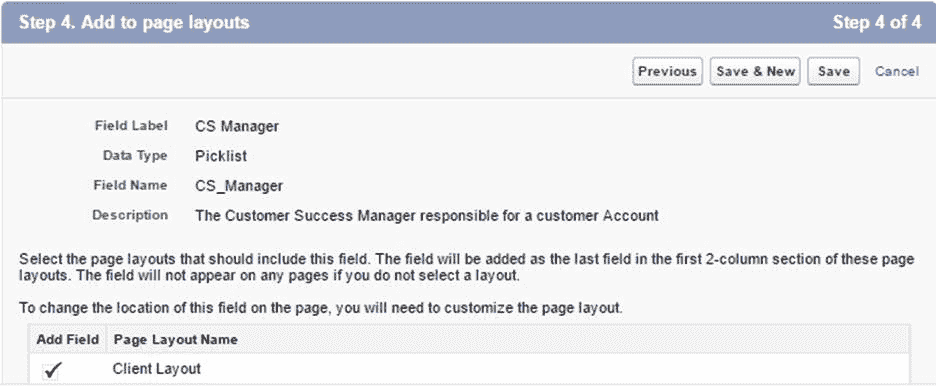 Step 4. Add to page layouts Step 4 of 4
Previous Save & New Save Cancel
Field Label CS Manager
Data Type Picklist
Field Name CS_Manager
Description The Customer Success Manager responsible for a customer Account
Select the page layouts that should include this field. The field will be added as the last field in the first 2-column section of these page
layouts. The field will not appear on any pages if you do not select a layout.
To change the location of this field on the page, you will need to customize the page layout.
Add Field Page Layout Name
Client Layout